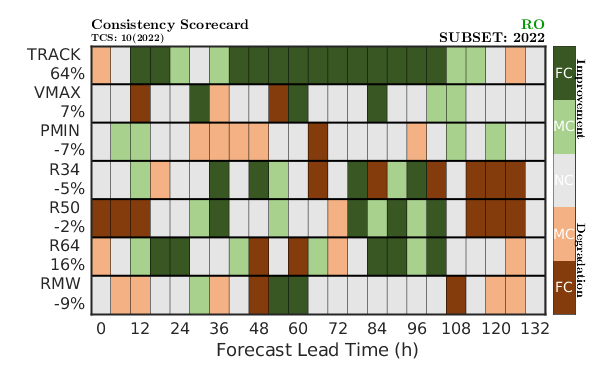 Consistency Scorecard
RO
TCS: 10(2022)
SUBSET: 2022
TRACK
64%
VMAX
7%
PMIN
-7%
R34
-5%
R50
-2%
R64
16%
RMW
-9%
0 12 24 36 48 60 72 84 96 108 120 132
Forecast Lead Time (h)
FC
MC
NC
MC
FC
Improvement
Degradation